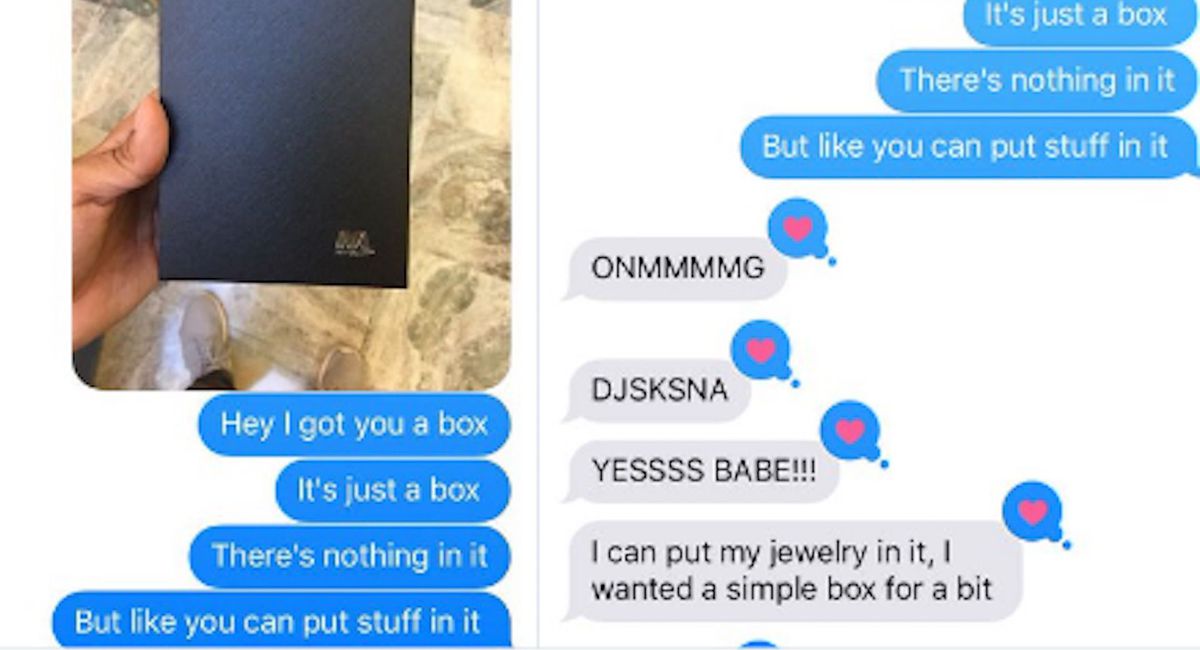 Hey I got you a box
It's just a box
There's nothing in it
But like you can put stuff in it
It's just a box
There's nothing in it
But like you can put stuff in it
ONMMMMG
DJSKSNA
YESSSS BABE!!!
I can put my jewelry in it, I
wanted a simple box for a bit